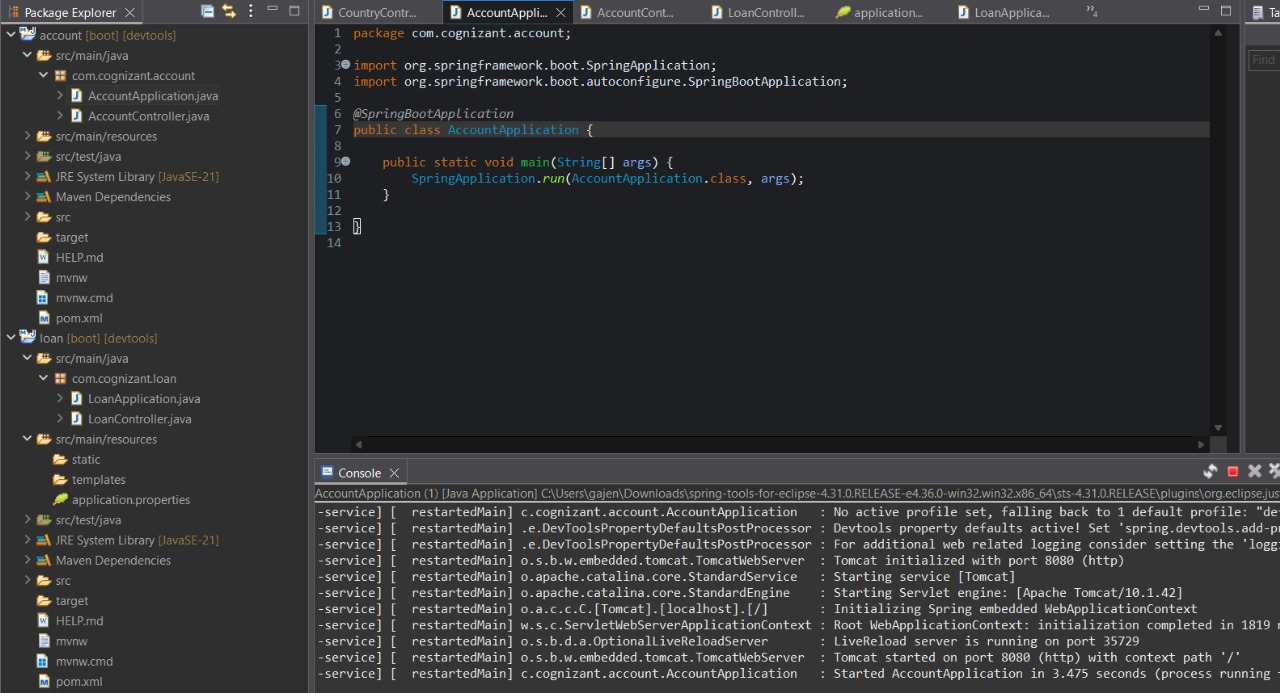 Package Explorer
account [boot] [devtools]
src/main/java
com.cognizant.account
AccountApplication.java
AccountController.java
src/main/resources
src/test/java
JRE System Library [JavaSE-21]
Maven Dependencies
src
target
HELP.md
mvnw
mvnw.cmd
pom.xml
loan [boot] [devtools]
src/main/java
com.cognizant.loan
LoanApplication.java
LoanController.java
src/main/resources
static
templates
application.properties
src/test/java
JRE System Library [JavaSE-21]
Maven Dependencies
src
target
HELP.md
mvnw
mvnw.cmd
pom.xml
CountryContr... AccountAppli... AccountCont... LoanControll... application... LoanApplica... »4
1 package com.cognizant.account;
2
3 import org.springframework.boot.SpringApplication;
4 import org.springframework.boot.autoconfigure.SpringBootApplication;
5
6 @SpringBootApplication
7 public class AccountApplication {
8
9 public static void main(String[] args) {
10 SpringApplication.run(AccountApplication.class, args);
11 }
12
13 }
14
Ta
Find
Console
AccountApplication (1) [Java Application] C:\Users\gajen\Downloads\spring-tools-for-eclipse-4.31.0.RELEASE-e4.36.0-win32.win32.x86_64\sts-4.31.0.RELEASE\plugins\org.eclipse.jus
-service] [ restartedMain] c.cognizant.account.AccountApplication : No active profile set, falling back to 1 default profile: "de
-service] [ restartedMain] .e.DevToolsPropertyDefaultsPostProcessor : Devtools property defaults active! Set 'spring.devtools.add-pr
-service] [ restartedMain] .e.DevToolsPropertyDefaultsPostProcessor : For additional web related logging consider setting the 'loggi
-service] [ restartedMain] o.s.b.w.embedded.tomcat.TomcatWebServer : Tomcat initialized with port 8080 (http)
-service] [ restartedMain] o.apache.catalina.core.StandardService : Starting service [Tomcat]
-service] [ restartedMain] o.apache.catalina.core.StandardEngine : Starting Servlet engine: [Apache Tomcat/10.1.42]
-service] [ restartedMain] o.a.c.c.C.[Tomcat].[localhost].[/] : Initializing Spring embedded WebApplicationContext
-service] [ restartedMain] w.s.c.ServletWebServerApplicationContext : Root WebApplicationContext: initialization completed in 1819 m
-service] [ restartedMain] o.s.b.d.a.OptionalLiveReloadServer : LiveReload server is running on port 35729
-service] [ restartedMain] o.s.b.w.embedded.tomcat.TomcatWebServer : Tomcat started on port 8080 (http) with context path '/'
-service] [ restartedMain] c.cognizant.account.AccountApplication : Started AccountApplication in 3.475 seconds (process running